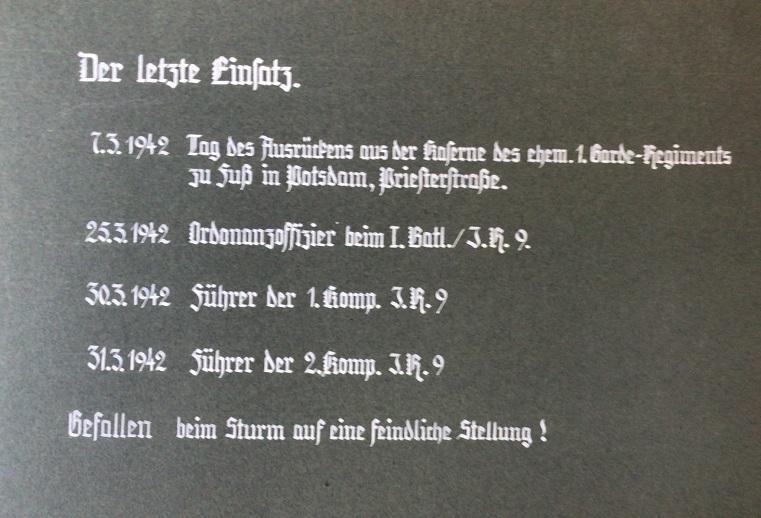 Der letzte Einsatz.
7.3.1942 Tag des Ausrückens aus der Kaserne des ehem. 1. Garde-Regiments
zu Fuß in Potsdam, Priesterstraße.
25.3.1942 Ordonanzoffizier beim I. Batl./J.R. 9.
30.3.1942 Führer der 1. Komp. J.R. 9
31.3.1942 Führer der 2. Komp. J.R. 9
Gefallen beim Sturm auf eine feindliche Stellung!